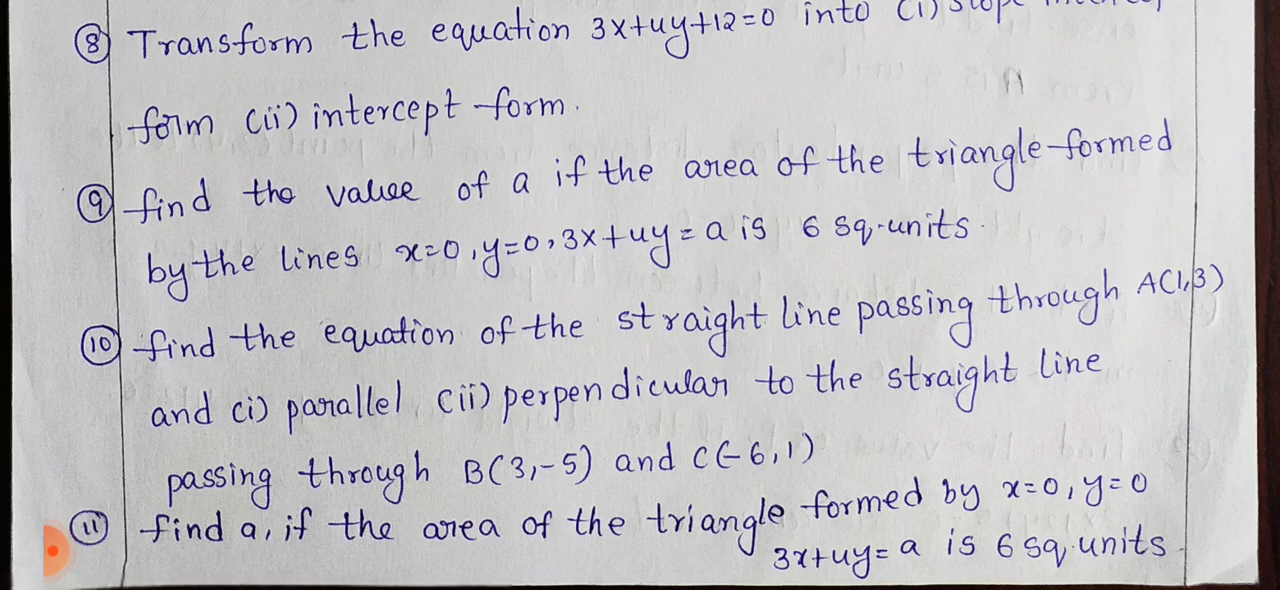 ⑧ Transform the equation 3x+4y+12=0 into (i) slope
form (ii) intercept form.
⑨ find the value of a if the area of the triangle formed
by the lines x=0, y=0, 3x+4y=a is 6 sq.units.
⑩ find the equation of the straight line passing through A(1,3)
and (i) parallel (ii) perpendicular to the straight line
passing through B(3,-5) and C(-6,1)
⑪ find a, if the area of the triangle formed by x=0, y=0
3x+4y=a is 6 sq.units.